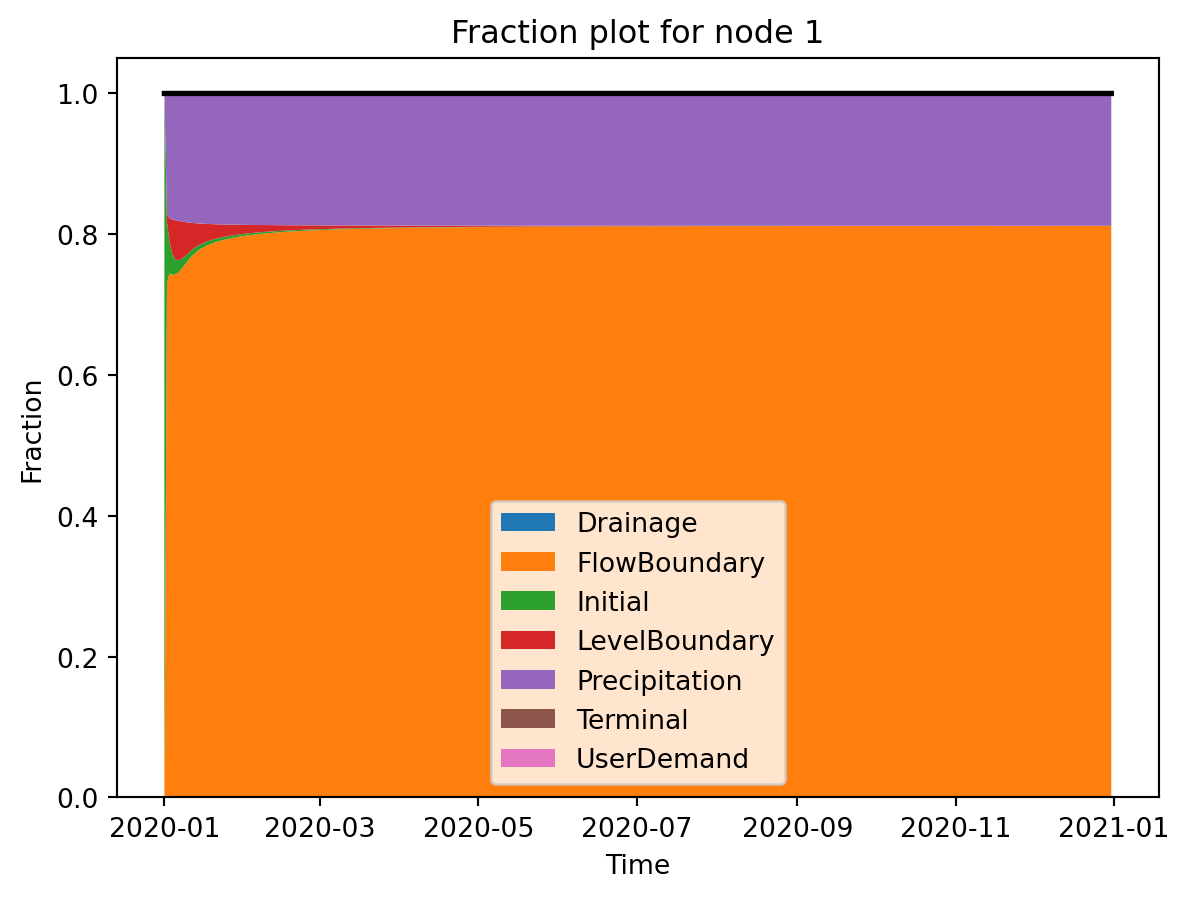 Fraction plot for node 1
1.0
0.8
0.6
0.4
0.2
0.0
Fraction
Drainage
FlowBoundary
Initial
LevelBoundary
Precipitation
Terminal
UserDemand
2020-01 2020-03 2020-05 2020-07 2020-09 2020-11 2021-01
Time